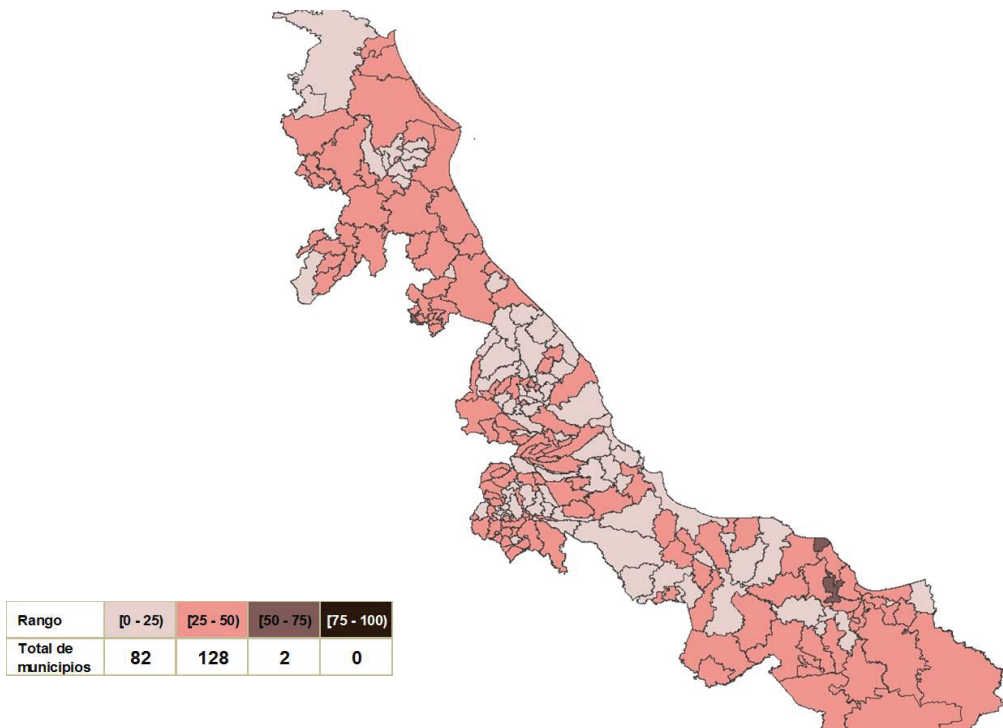 Rango [0 - 25) [25 - 50) [50 - 75) [75 - 100)
Total de
municipios 82 128 2 0